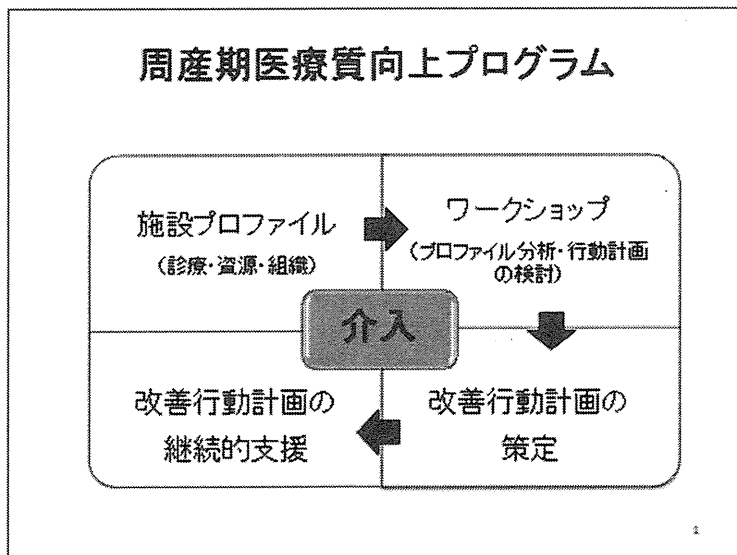 周産期医療質向上プログラム
施設プロファイル
(診療・資源・組織)
ワークショップ
(プロファイル分析・行動計画
の検討)
介入
改善行動計画の
継続的支援
改善行動計画の
策定